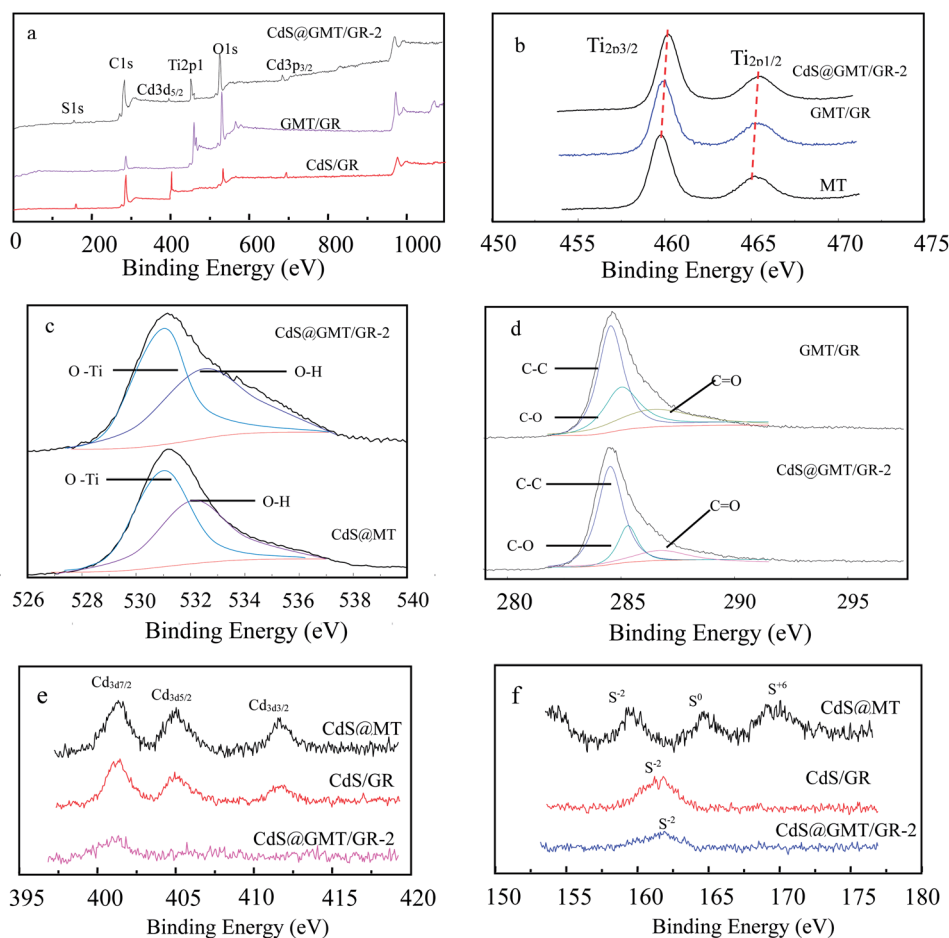 a
CdS@GMT/GR-2
O1s
C1s
Ti2p1
Cd3p3/2
Cd3d5/2
S1s
GMT/GR
CdS/GR
0 200 400 600 800 1000
Binding Energy (eV)
b
Ti2p3/2
Ti2p1/2
CdS@GMT/GR-2
GMT/GR
MT
450 455 460 465 471 475
Binding Energy (eV)
c
CdS@GMT/GR-2
O -Ti
O-H
O -Ti
O-H
CdS@MT
526 528 530 532 534 536 538 540
Binding Energy (eV)
d
GMT/GR
C-C
C=O
C-O
CdS@GMT/GR-2
C-C
C=O
C-O
280 285 290 295
Binding Energy (eV)
e
Cd3d7/2
Cd3d5/2
Cd3d3/2
CdS@MT
CdS/GR
CdS@GMT/GR-2
395 400 405 411 415 420
Binding Energy (eV)
f
S-2
S0
S+6
CdS@MT
S-2
CdS/GR
S-2
CdS@GMT/GR-2
150 155 160 165 170 175 180
Binding Energy (eV)